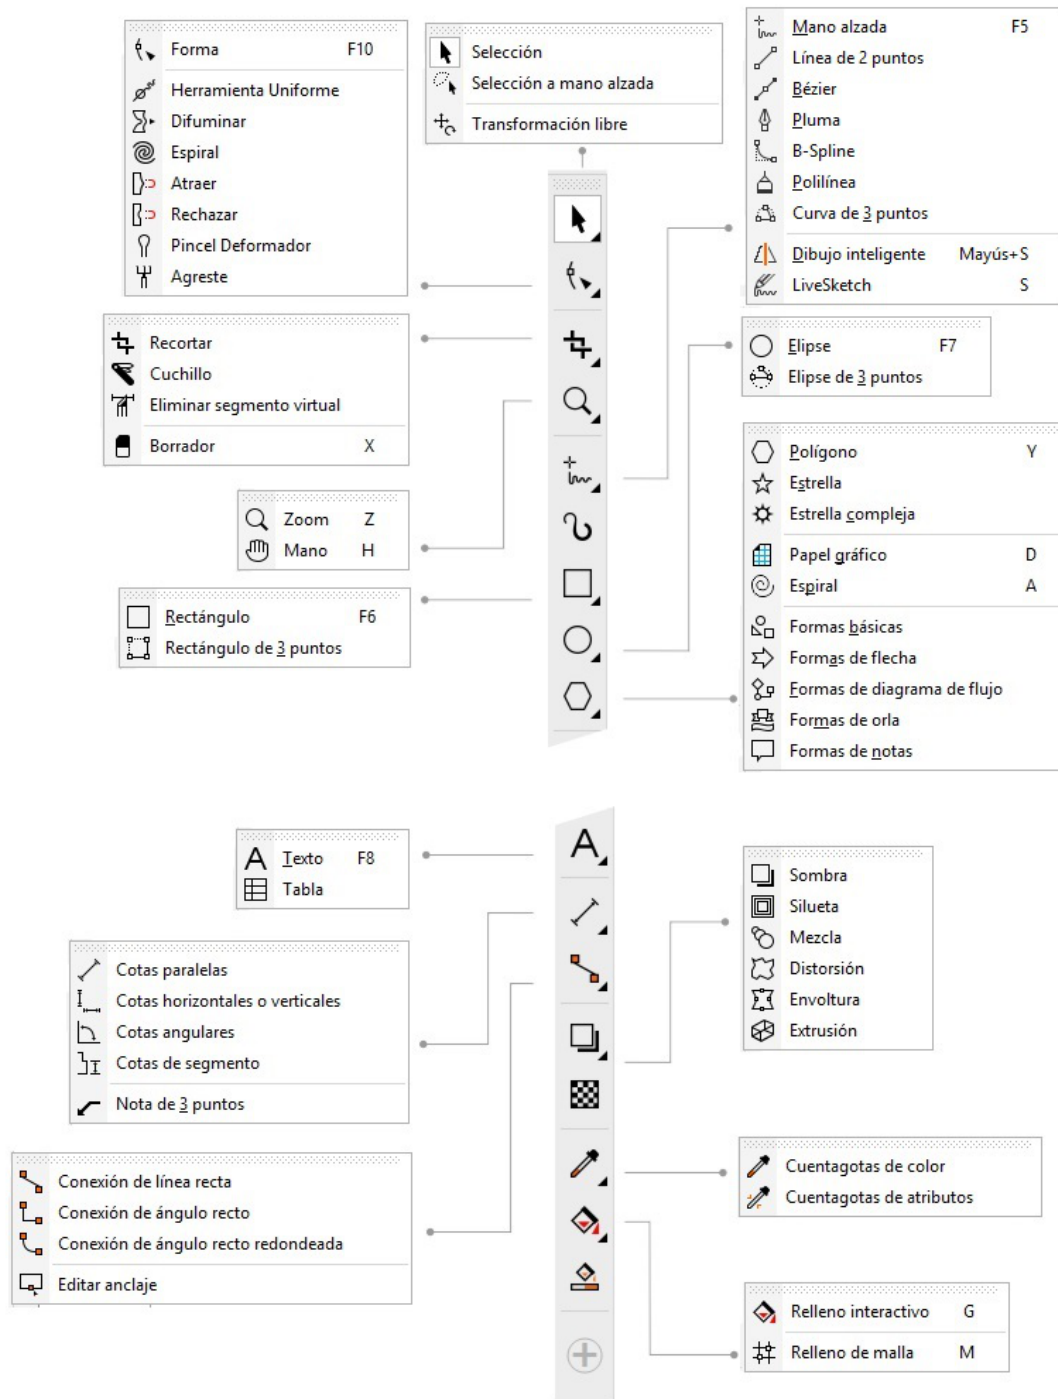 Forma F10
Herramienta Uniforme
Difuminar
Espiral
Atraer
Rechazar
Pincel Deformador
Agreste
Selección
Selección a mano alzada
Transformación libre
Mano alzada F5
Línea de 2 puntos
Bézier
Pluma
B-Spline
Polilínea
Curva de 3 puntos
Dibujo inteligente Mayús+S
LiveSketch S
Recortar
Cuchillo
Eliminar segmento virtual
Borrador X
Elipse F7
Elipse de 3 puntos
Zoom Z
Mano H
Polígono Y
Estrella
Estrella compleja
Papel gráfico D
Espiral A
Formas básicas
Formas de flecha
Formas de diagrama de flujo
Formas de orla
Formas de notas
Rectángulo F6
Rectángulo de 3 puntos
Texto F8
Tabla
Sombra
Silueta
Mezcla
Distorsión
Envoltura
Extrusión
Cotas paralelas
Cotas horizontales o verticales
Cotas angulares
Cotas de segmento
Nota de 3 puntos
Conexión de línea recta
Conexión de ángulo recto
Conexión de ángulo recto redondeada
Editar anclaje
Cuentagotas de color
Cuentagotas de atributos
Relleno interactivo G
Relleno de malla M